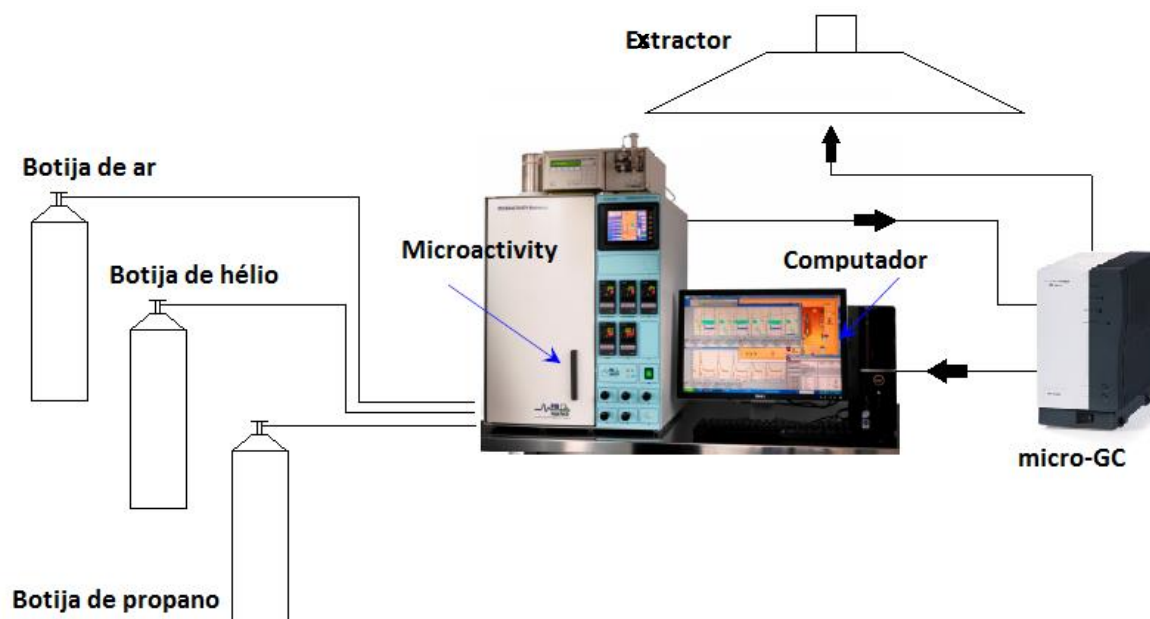 Extractor
Botija de ar
Microactivity
Botija de hélio
Computador
micro-GC
Botija de propano